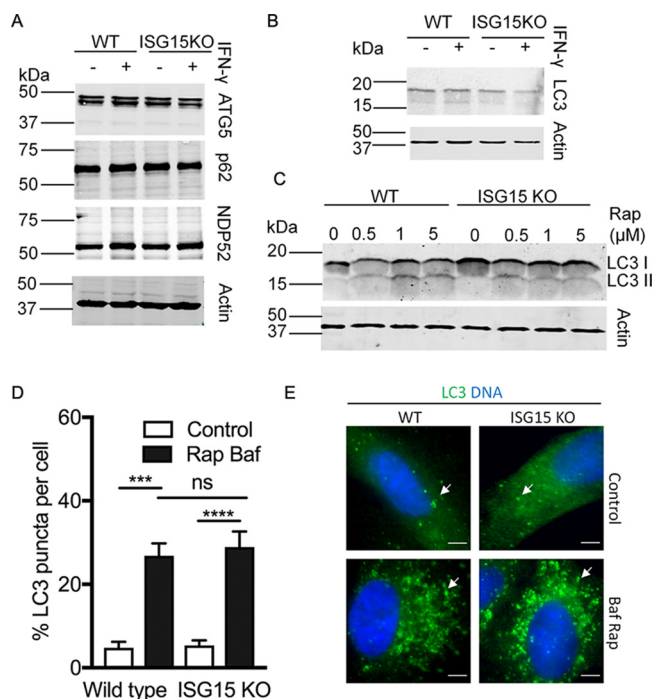 A
WT ISG15KO IFN-γ
- + - +
kDa
50
37
ATG5
75
50
p62
75
50
NDP52
50
37
Actin
B
WT ISG15KO IFN-γ
- + - +
kDa
20
15
LC3
50
37
Actin
C
WT ISG15 KO
kDa 0 0.5 1 5 0 0.5 1 5 Rap (μM)
20
15
LC3 I
LC3 II
50
37
Actin
D
% LC3 puncta per cell
60
40
20
0
Control
Rap Baf
ns
*** ****
Wild type ISG15 KO
E
LC3 DNA
WT ISG15 KO
Control
Baf Rap